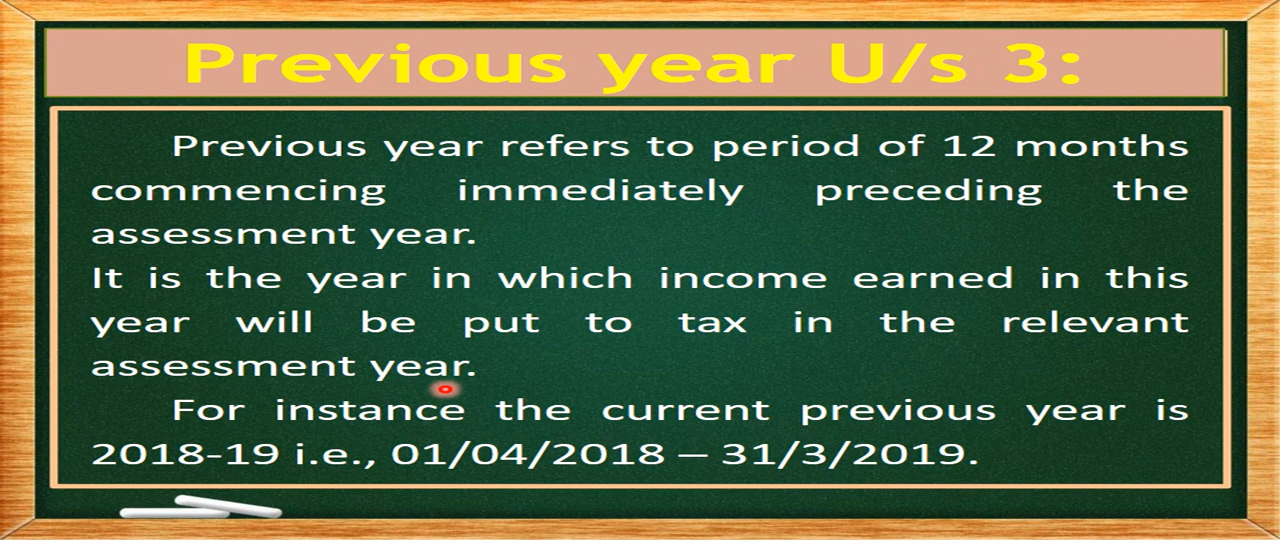 Previous year U/s 3:
Previous year refers to period of 12 months
commencing immediately preceding the
assessment year.
It is the year in which income earned in this
year will be put to tax in the relevant
assessment year.
For instance the current previous year is
2018-19 i.e., 01/04/2018 – 31/3/2019.